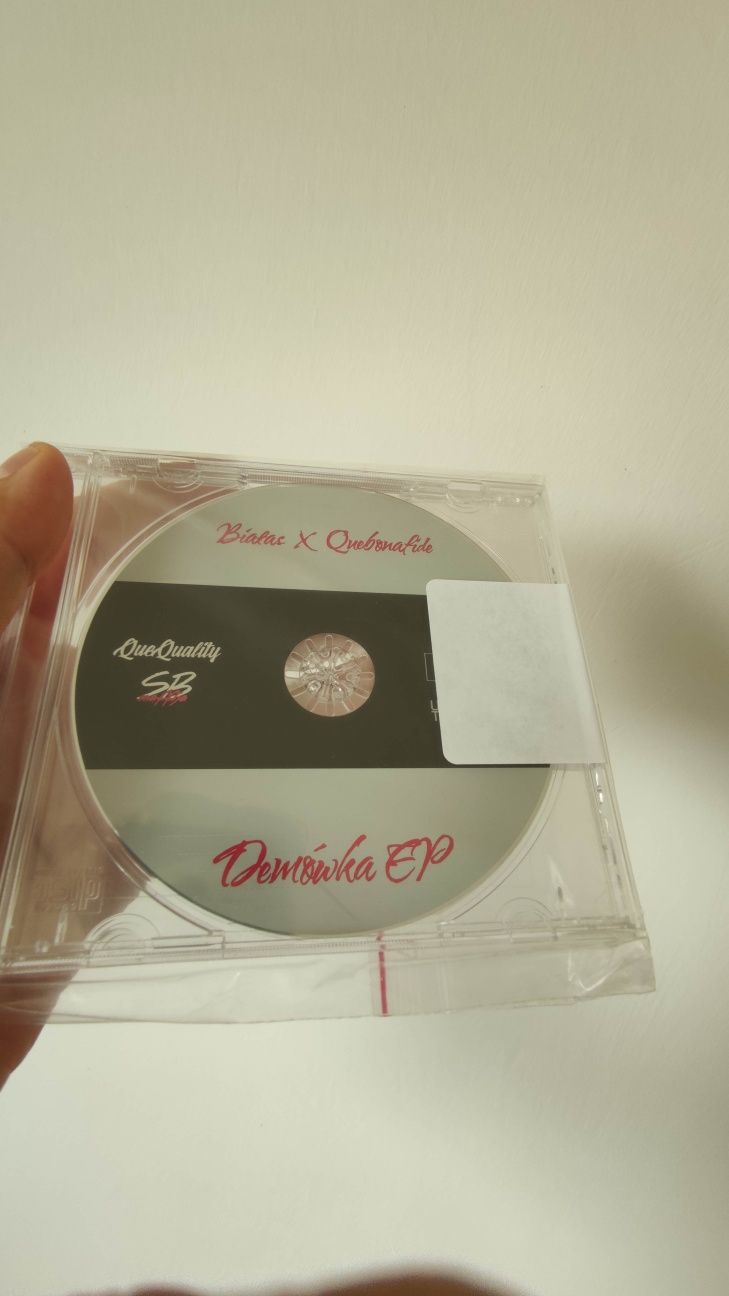 Białas X Quebonafide
QueQuality
SB
Demówka EP